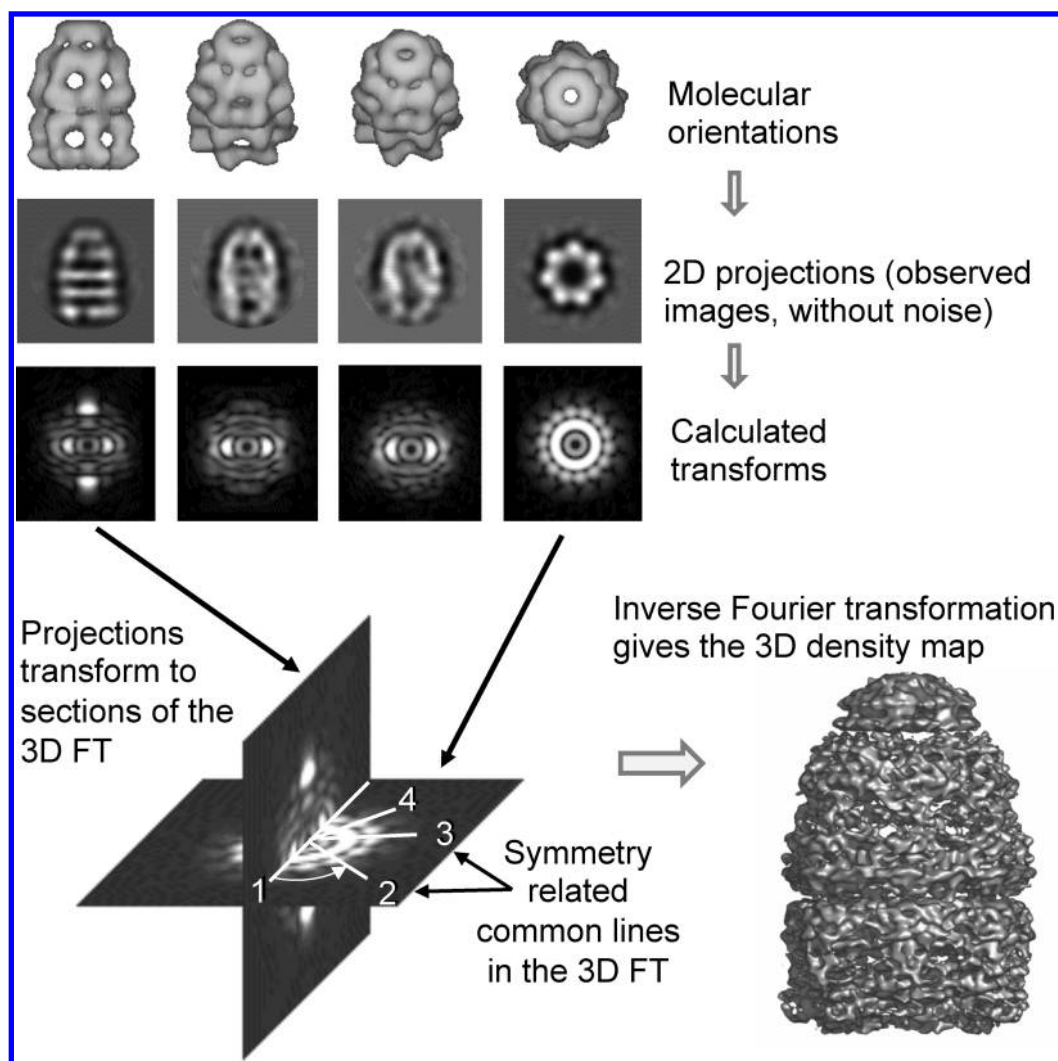 Molecular
orientations
2D projections (observed
images, without noise)
Calculated
transforms
Projections
transform to
sections of the
3D FT
Inverse Fourier transformation
gives the 3D density map
4
3
1
2
Symmetry
related
common lines
in the 3D FT